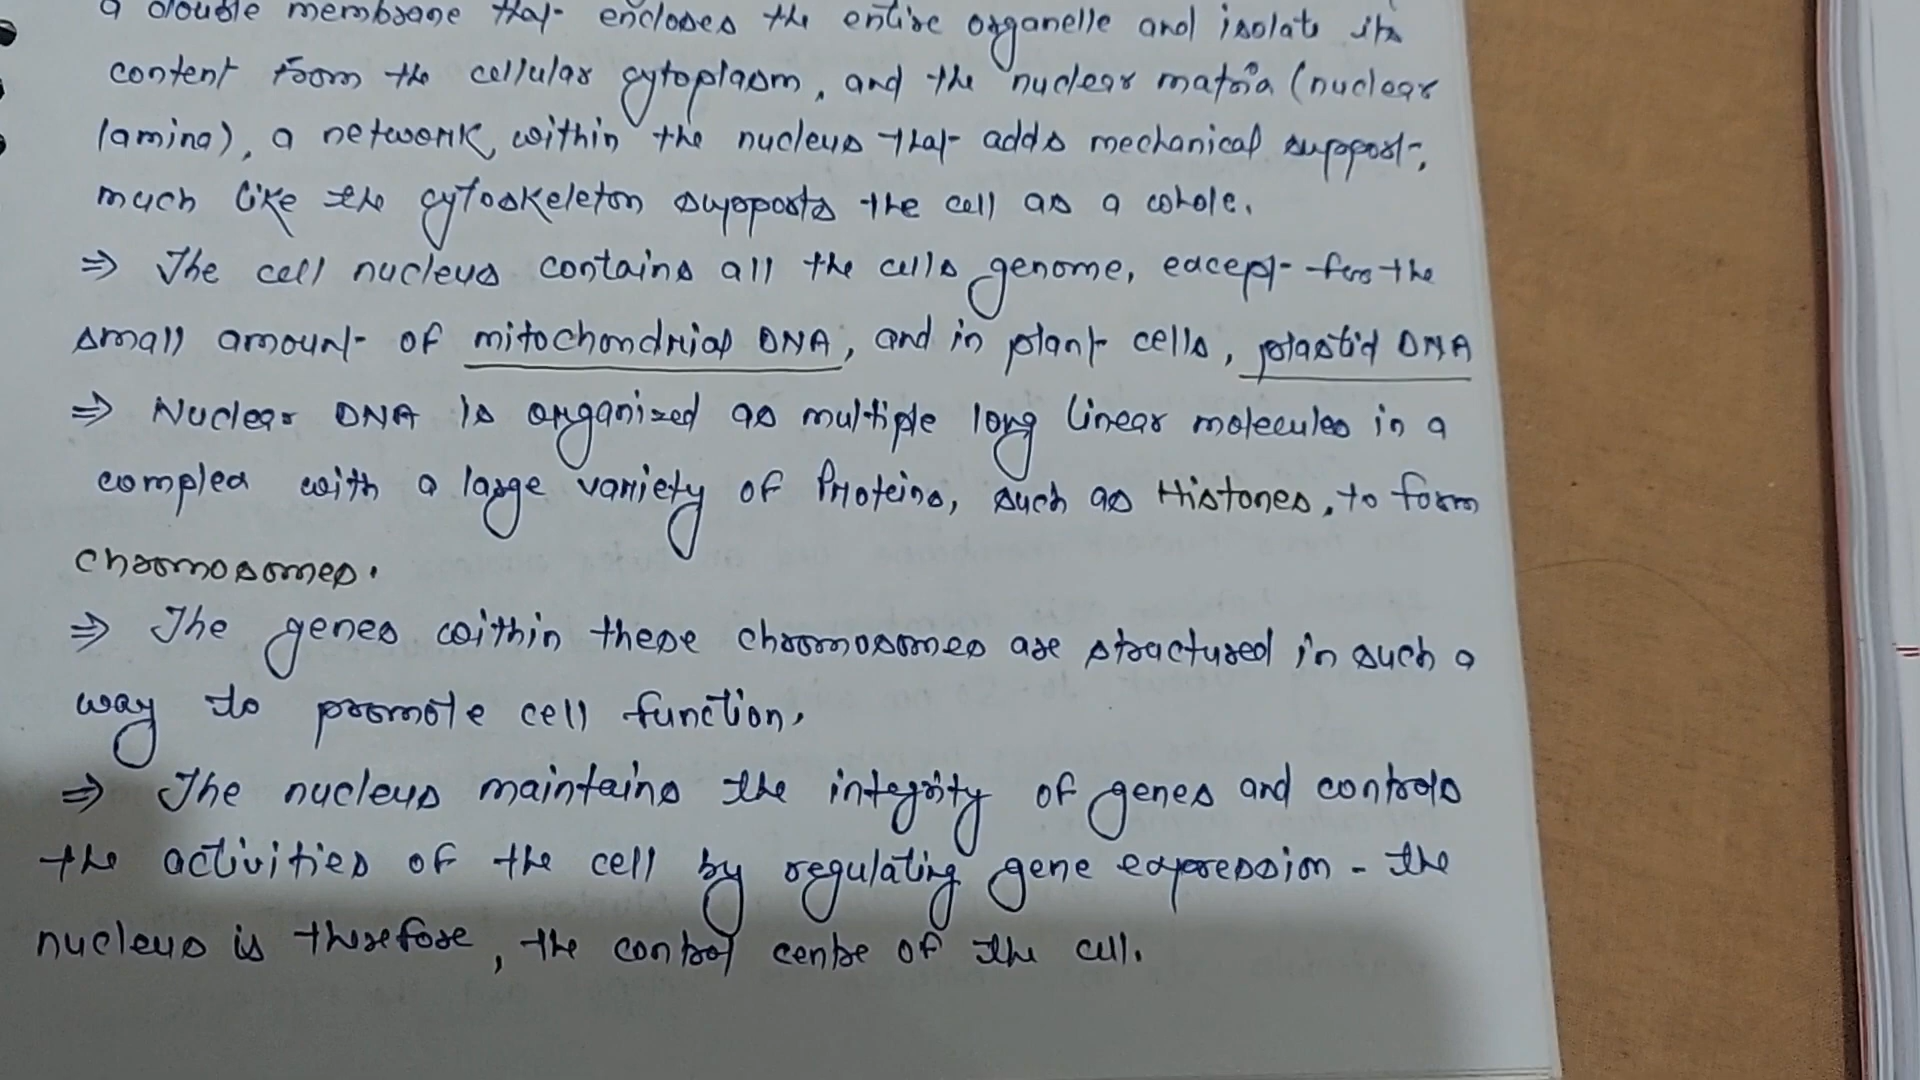 a double membrane that encloses the entire organelle and isolats its
content from the cellular cytoplasm, and the nuclear matrix (nuclear
lamina), a network within the nucleus that adds mechanical support,
much like the cytoskeleton supports the cell as a whole.
⇒ The cell nucleus contains all the cells genome, except for the
small amount of mitochondrial DNA, and in plant cells, plastid DNA
⇒ Nuclear DNA is organized as multiple long linear molecules in a
complex with a large variety of Proteins, such as Histones, to form
chromosomes.
⇒ The genes within these chromosomes are structured in such a
way to promote cell function.
⇒ The nucleus maintains the integrity of genes and controls
the activities of the cell by regulating gene expression - the
nucleus is therefore, the control centre of the cell.